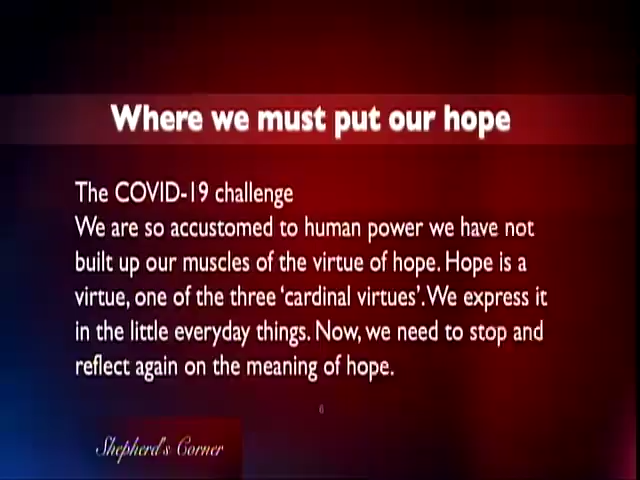 Where we must put our hope
The COVID-19 challenge
We are so accustomed to human power we have not
built up our muscles of the virtue of hope. Hope is a
virtue, one of the three ‘cardinal virtues’. We express it
in the little everyday things. Now, we need to stop and
reflect again on the meaning of hope.
6
Shepherd's Corner